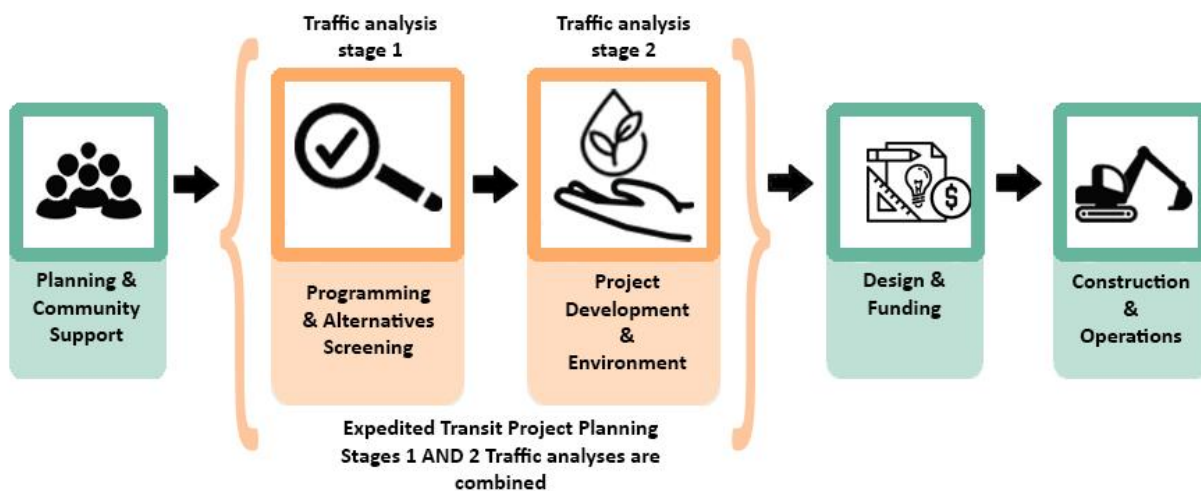 Traffic analysis
stage 1
Traffic analysis
stage 2
Planning &
Community
Support
Programming
& Alternatives
Screening
Project
Development
&
Environment
Design &
Funding
$
Construction
&
Operations
Expedited Transit Project Planning
Stages 1 AND 2 Traffic analyses are
combined